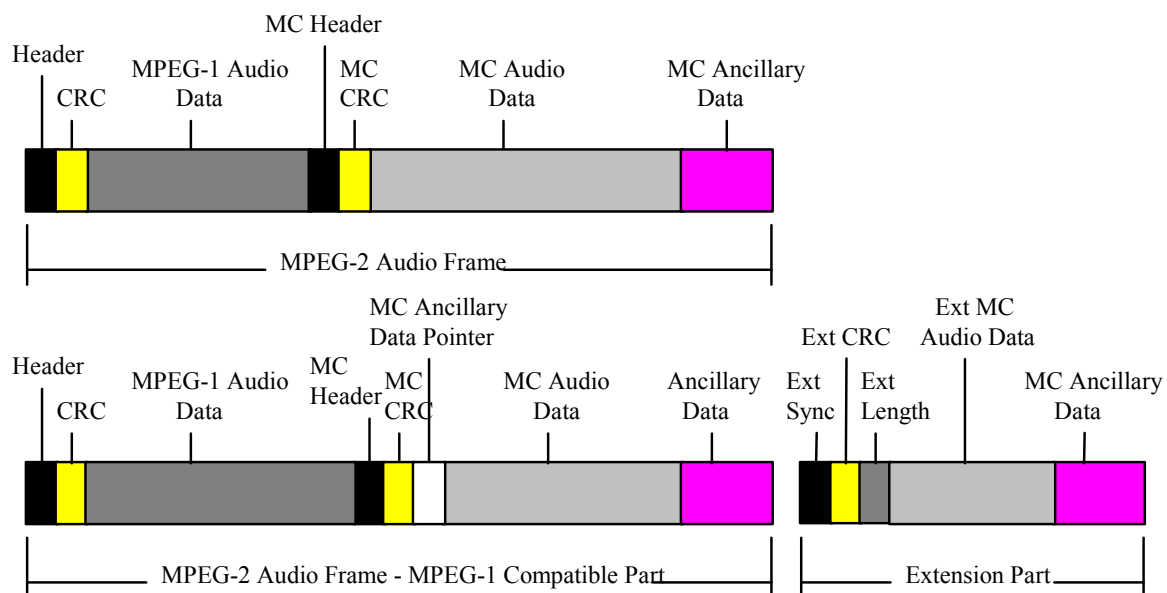 MC Header
Header
MPEG-1 Audio
Data
MC
CRC
MC Audio
Data
MC Ancillary
Data
CRC
MPEG-2 Audio Frame
MC Ancillary
Data Pointer
Header
CRC
MPEG-1 Audio
Data
MC
Header
MC
CRC
MC Audio
Data
Ancillary
Data
Ext MC
Audio Data
Ext CRC
Ext
Sync
Ext
Length
MC Ancillary
Data
MPEG-2 Audio Frame - MPEG-1 Compatible Part
Extension Part